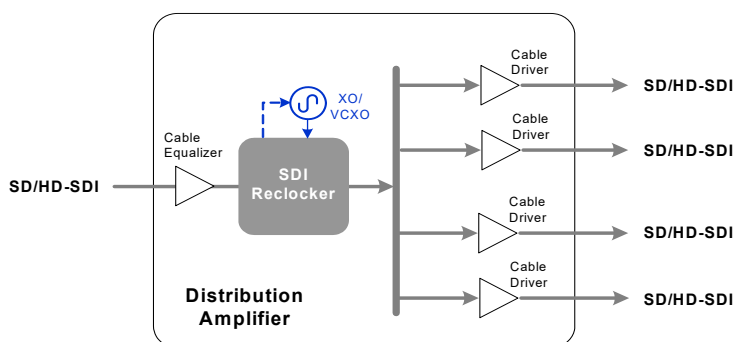 Cable
Driver
SD/HD-SDI
XO/
VCXO
Cable
Driver
Cable
Equalizer
SD/HD-SDI
SDI
Reclocker
SD/HD-SDI
Cable
Driver
SD/HD-SDI
Cable
Driver
SD/HD-SDI
Distribution
Amplifier